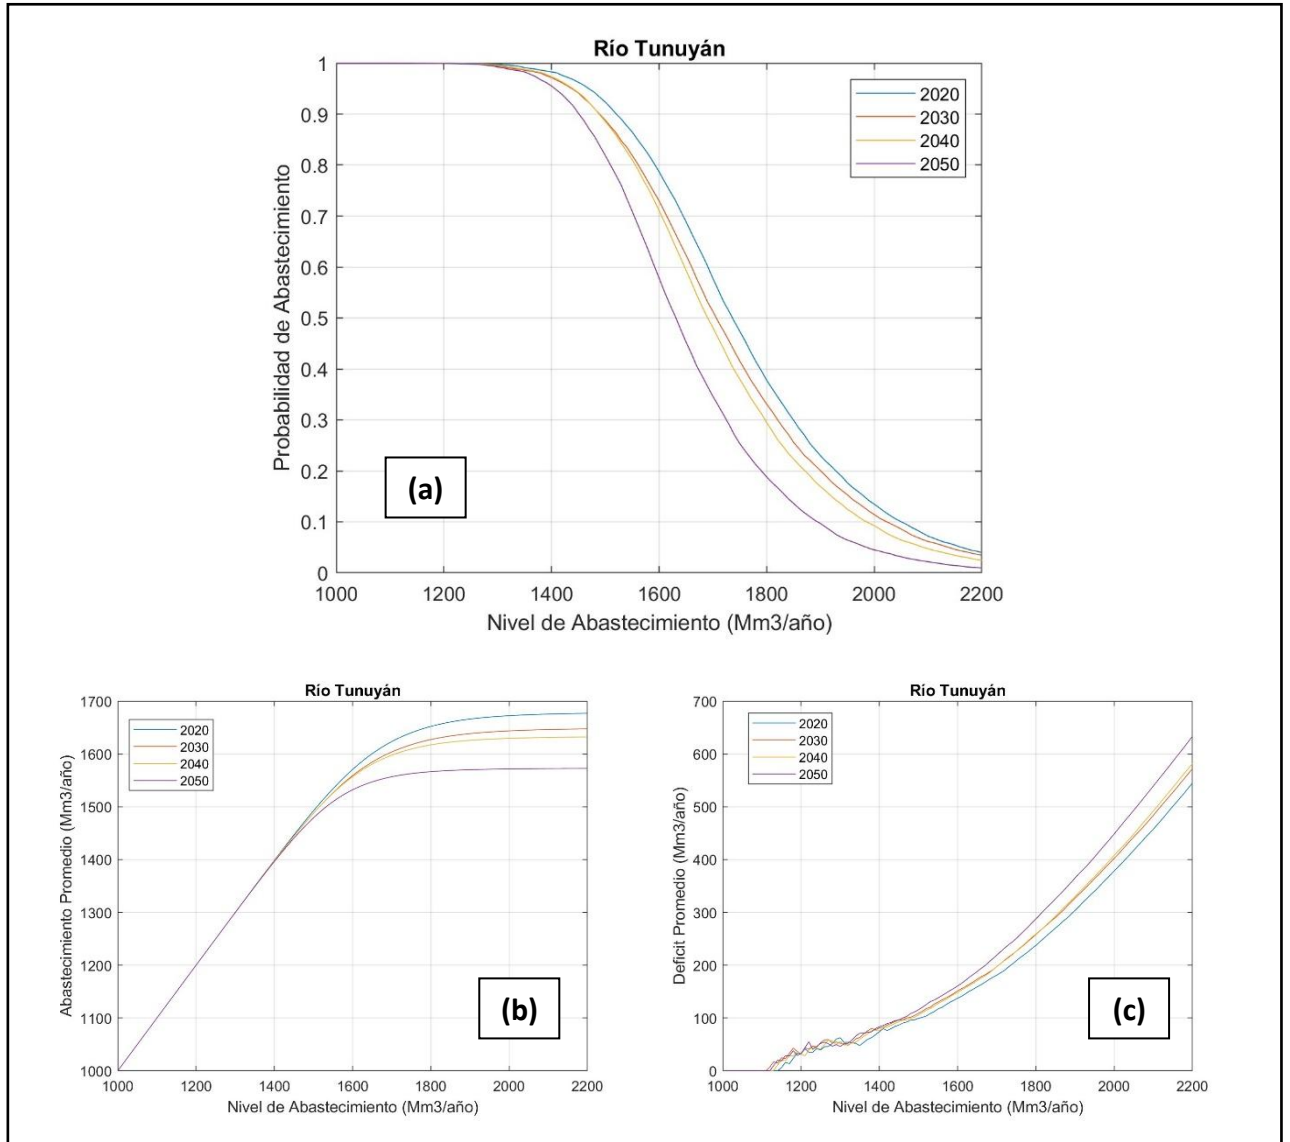 Río Tunuyán
1
0.9
0.8
0.7
0.6
0.5
0.4
0.3
0.2
0.1
0
Probabilidad de Abastecimiento
2020
2030
2040
2050
(a)
1000 1200 1400 1600 1800 2000 2200
Nivel de Abastecimiento (Mm3/año)
Río Tunuyán
1700
1600
1500
1400
1300
1200
1100
1000
Abastecimiento Promedio (Mm3/año)
2020
2030
2040
2050
(b)
1000 1200 1400 1600 1800 2000 2200
Nivel de Abastecimiento (Mm3/año)
Río Tunuyán
700
600
500
400
300
200
100
0
Deficit Promedio (Mm3/año)
2020
2030
2040
2050
(c)
1000 1200 1400 1600 1800 2000 2200
Nivel de Abastecimiento (Mm3/año)